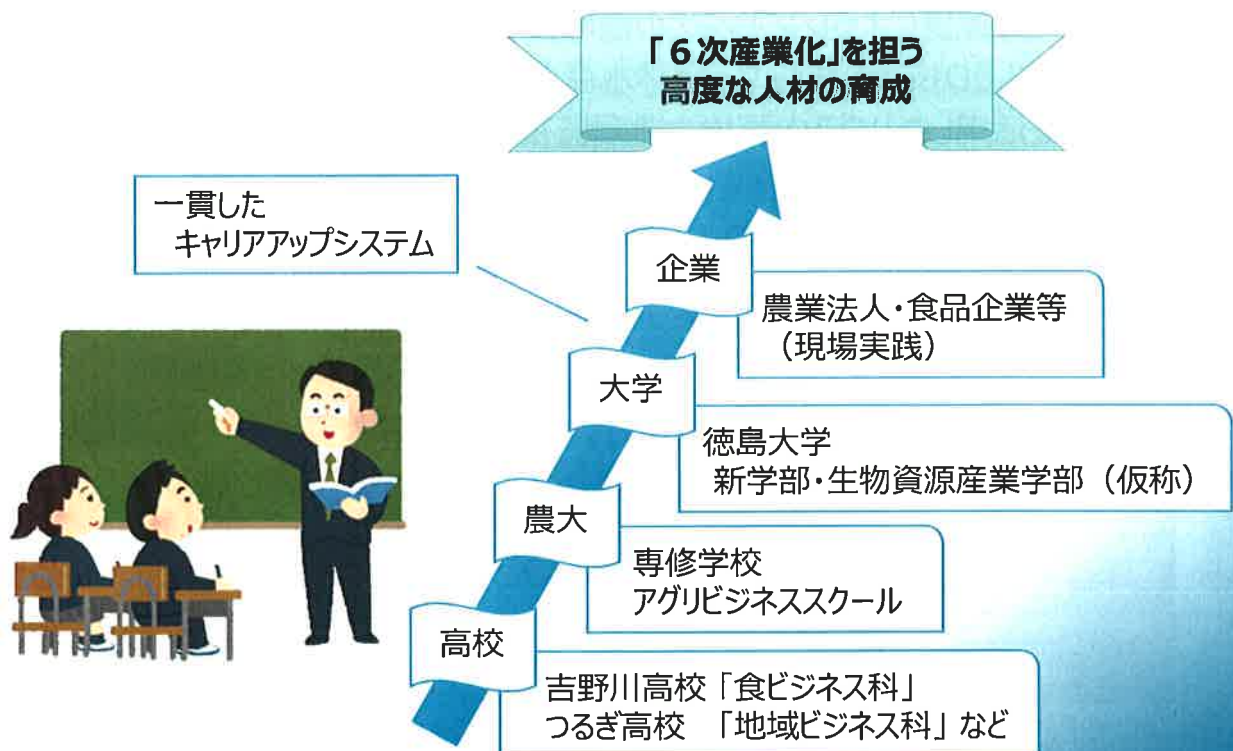 「6次産業化」を担う
高度な人材の育成
一貫した
キャリアアップシステム
企業
農業法人・食品企業等
（現場実践）
大学
徳島大学
新学部・生物資源産業学部（仮称）
農大
専修学校
アグリビジネススクール
高校
吉野川高校「食ビジネス科」
つるぎ高校 「地域ビジネス科」など